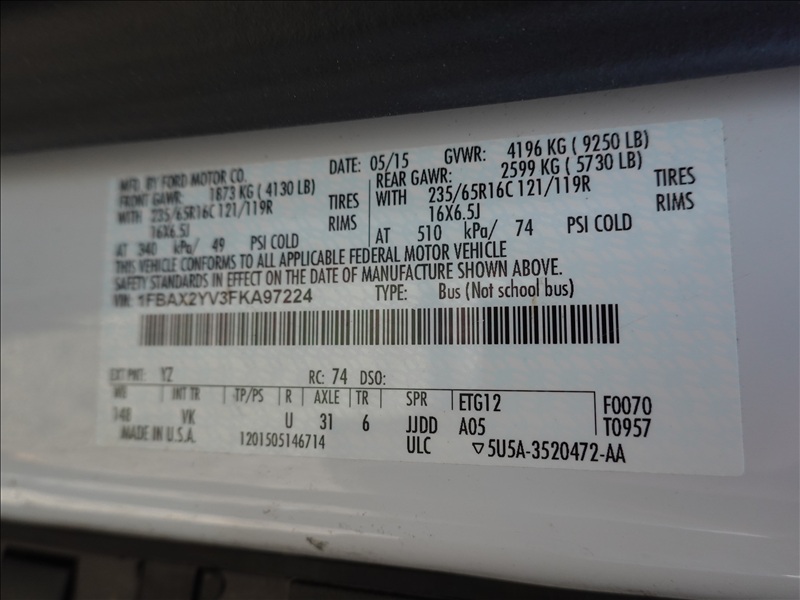 MFD. BY FORD MOTOR CO.
DATE: 05/15 GVWR: 4196 KG ( 9250 LB)
FRONT GAWR: 1873 KG ( 4130 LB)
WITH 235/65R16C 121/119R TIRES
16X6.5J RIMS
AT 340 kPa/ 49 PSI COLD
REAR GAWR: 2599 KG ( 5730 LB)
WITH 235/65R16C 121/119R TIRES
16X6.5J RIMS
AT 510 kPa/ 74 PSI COLD
THIS VEHICLE CONFORMS TO ALL APPLICABLE FEDERAL MOTOR VEHICLE
SAFETY STANDARDS IN EFFECT ON THE DATE OF MANUFACTURE SHOWN ABOVE.
VIN: 1FBAX2YV3FKA97224 TYPE: Bus (Not school bus)
EXT PNT: YZ RC: 74 DSO:
WB INT TR TP/PS R AXLE TR SPR ETG12 F0070
148 VK U 31 6 JJDD A05 T0957
MADE IN U.S.A. 1201505146714 ULC ▽5U5A-3520472-AA